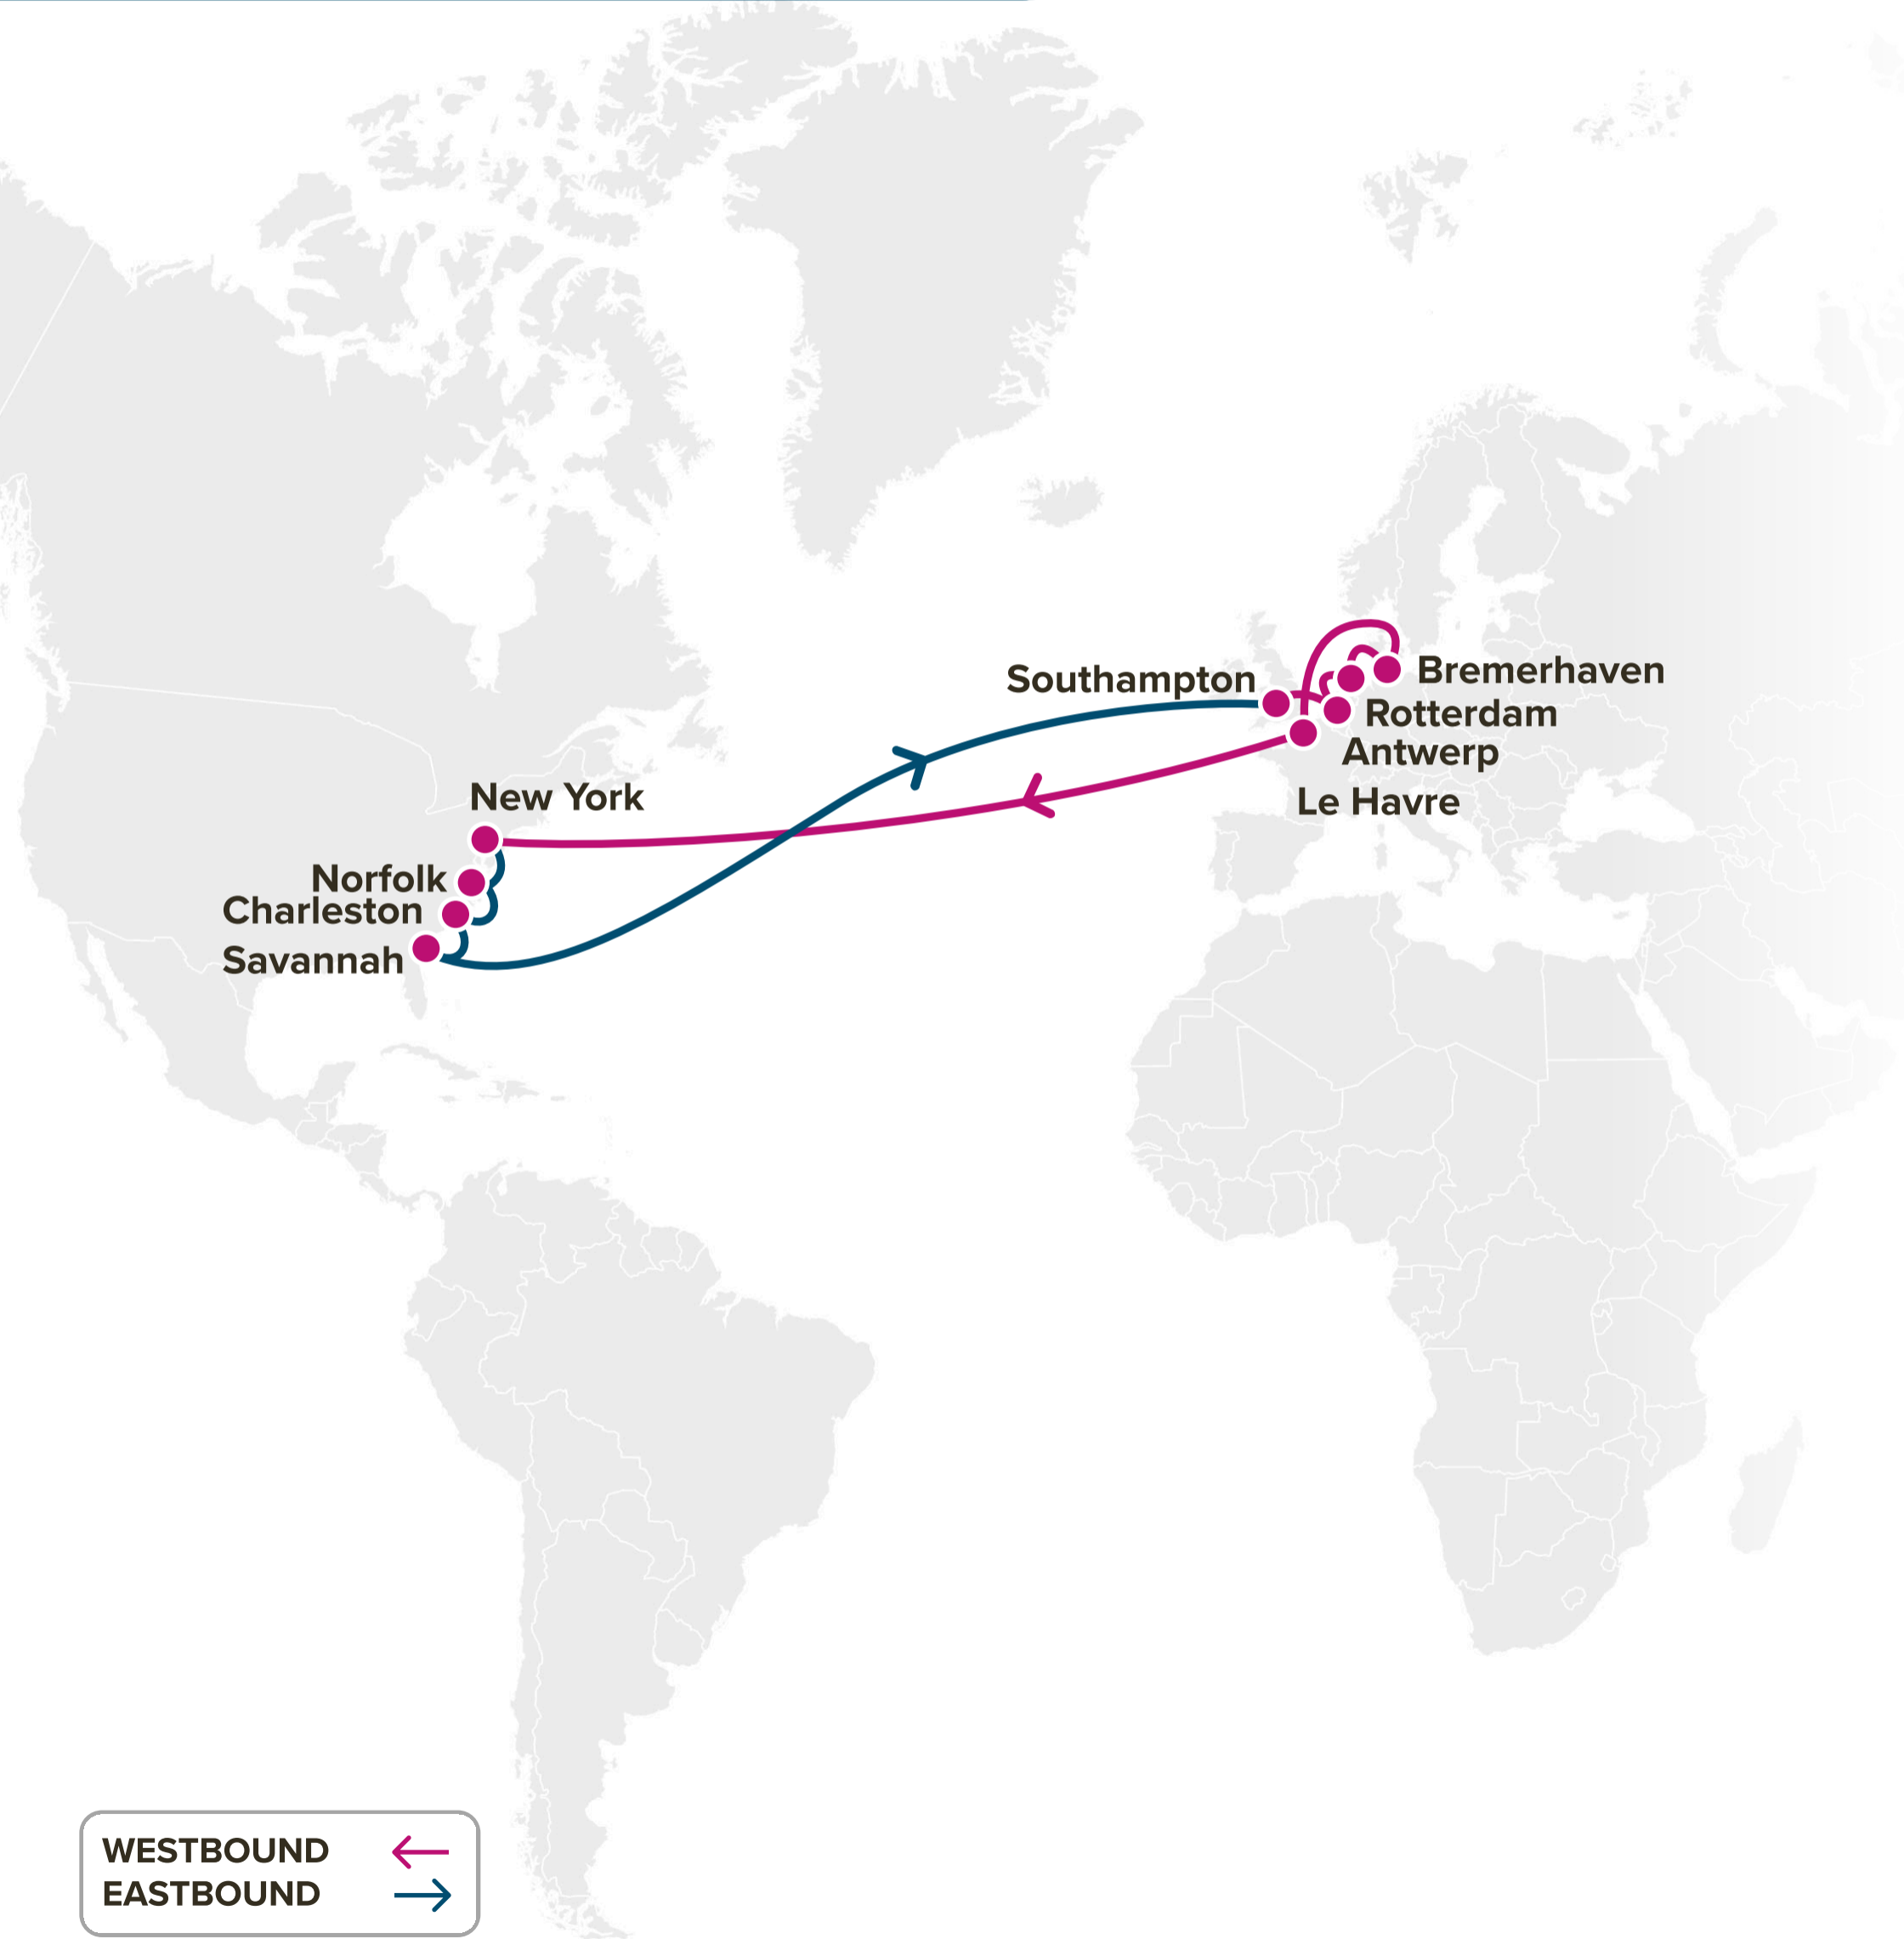 Southampton
Bremerhaven
Rotterdam
Antwerp
Le Havre
New York
Norfolk
Charleston
Savannah
WESTBOUND
EASTBOUND